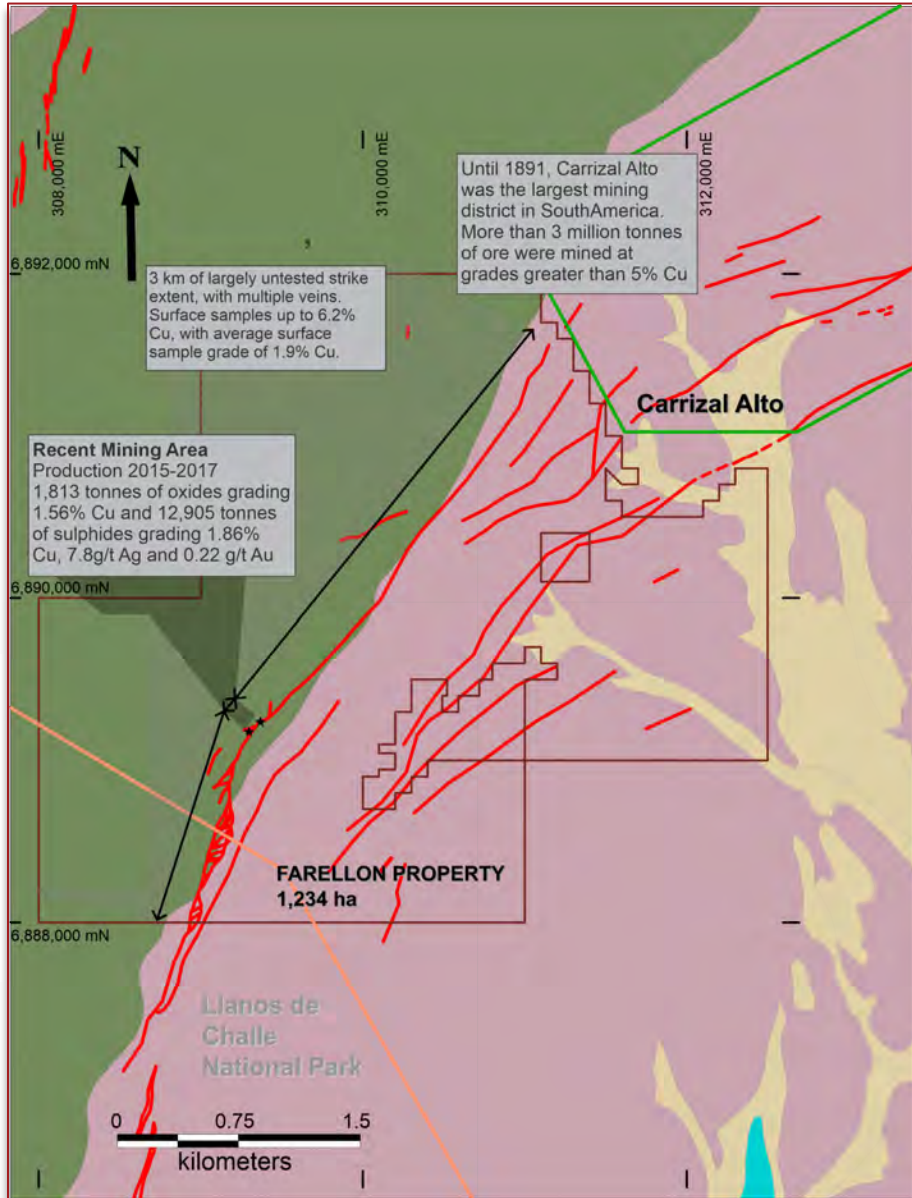 308,000 mE
310,000 mE
312,000 mE
N
Until 1891, Carrizal Alto
was the largest mining
district in SouthAmerica.
More than 3 million tonnes
of ore were mined at
grades greater than 5% Cu
6,892,000 mN
3 km of largely untested strike
extent, with multiple veins.
Surface samples up to 6.2%
Cu, with average surface
sample grade of 1.9% Cu.
Carrizal Alto
Recent Mining Area
Production 2015-2017
1,813 tonnes of oxides grading
1.56% Cu and 12,905 tonnes
of sulphides grading 1.86%
Cu, 7.8g/t Ag and 0.22 g/t Au
6,890,000 mN
FARELLON PROPERTY
1,234 ha
6,888,000 mN
Llanos de
Challe
National Park
0 0.75 1.5
kilometers